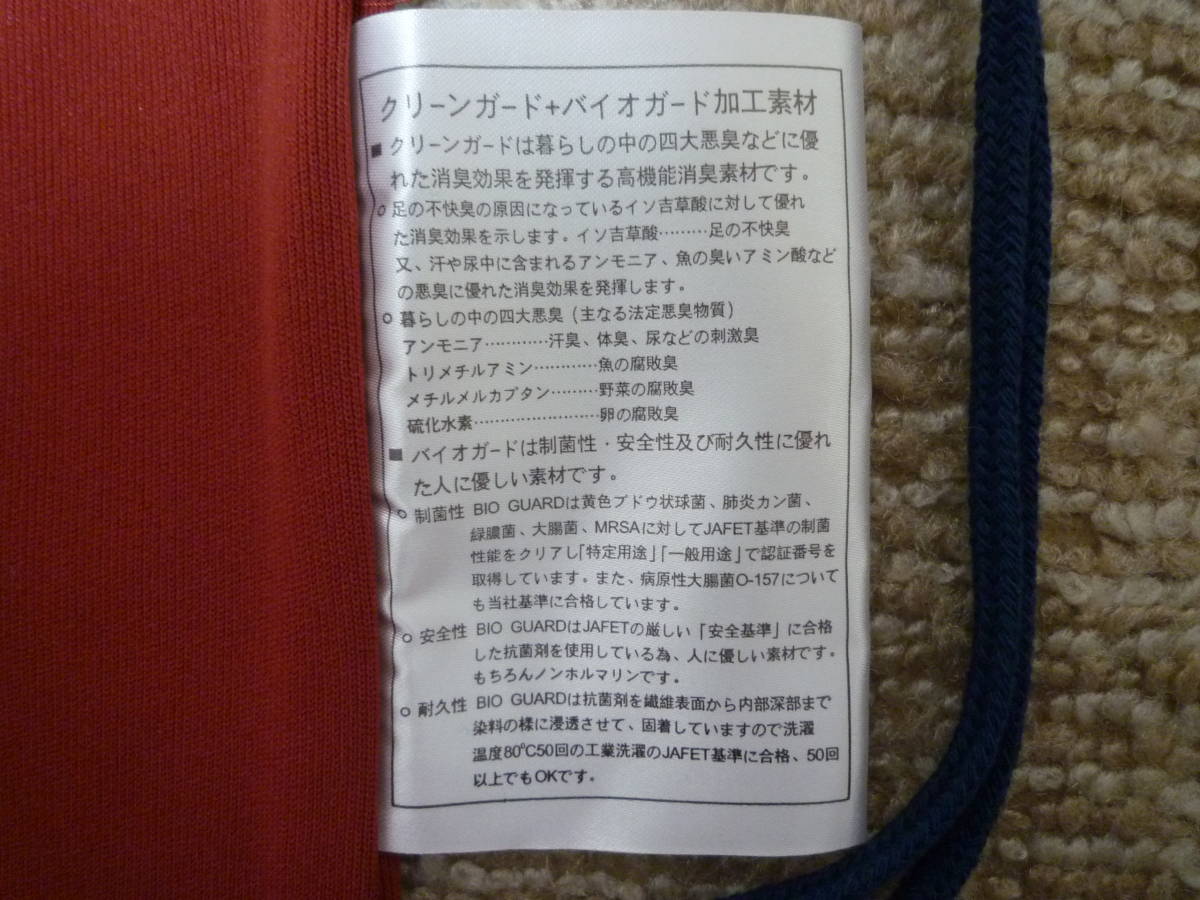 クリーンガード+バイオガード加工素材
■ クリーンガードは暮らしの中の四大悪臭などに優
れた消臭効果を発揮する高機能消臭素材です。
○ 足の不快臭の原因になっているイソ吉草酸に対して優れ
た消臭効果を示します。イソ吉草酸………足の不快臭
又、汗や尿中に含まれるアンモニア、魚の臭いアミン酸など
の悪臭に優れた消臭効果を発揮します。
○ 暮らしの中の四大悪臭(主なる法定悪臭物質)
アンモニア…………汗臭、体臭、尿などの刺激臭
トリメチルアミン…………魚の腐敗臭
メチルメルカプタン………野菜の腐敗臭
硫化水素……………………卵の腐敗臭
■ バイオガードは制菌性・安全性及び耐久性に優れ
た人に優しい素材です。
○ 制菌性 BIO GUARDは黄色ブドウ状球菌、肺炎カン菌、
緑膿菌、大腸菌、MRSAに対してJAFET基準の制菌
性能をクリアし「特定用途」「一般用途」で認証番号を
取得しています。また、病原性大腸菌O-157について
も当社基準に合格しています。
○ 安全性 BIO GUARDはJAFETの厳しい「安全基準」に合格
した抗菌剤を使用している為、人に優しい素材です。
もちろんノンホルマリンです。
○ 耐久性 BIO GUARDは抗菌剤を繊維表面から内部深部まで
染料の様に浸透させて、固着していますので洗濯
温度80℃50回の工業洗濯のJAFET基準に合格、50回
以上でもOKです。